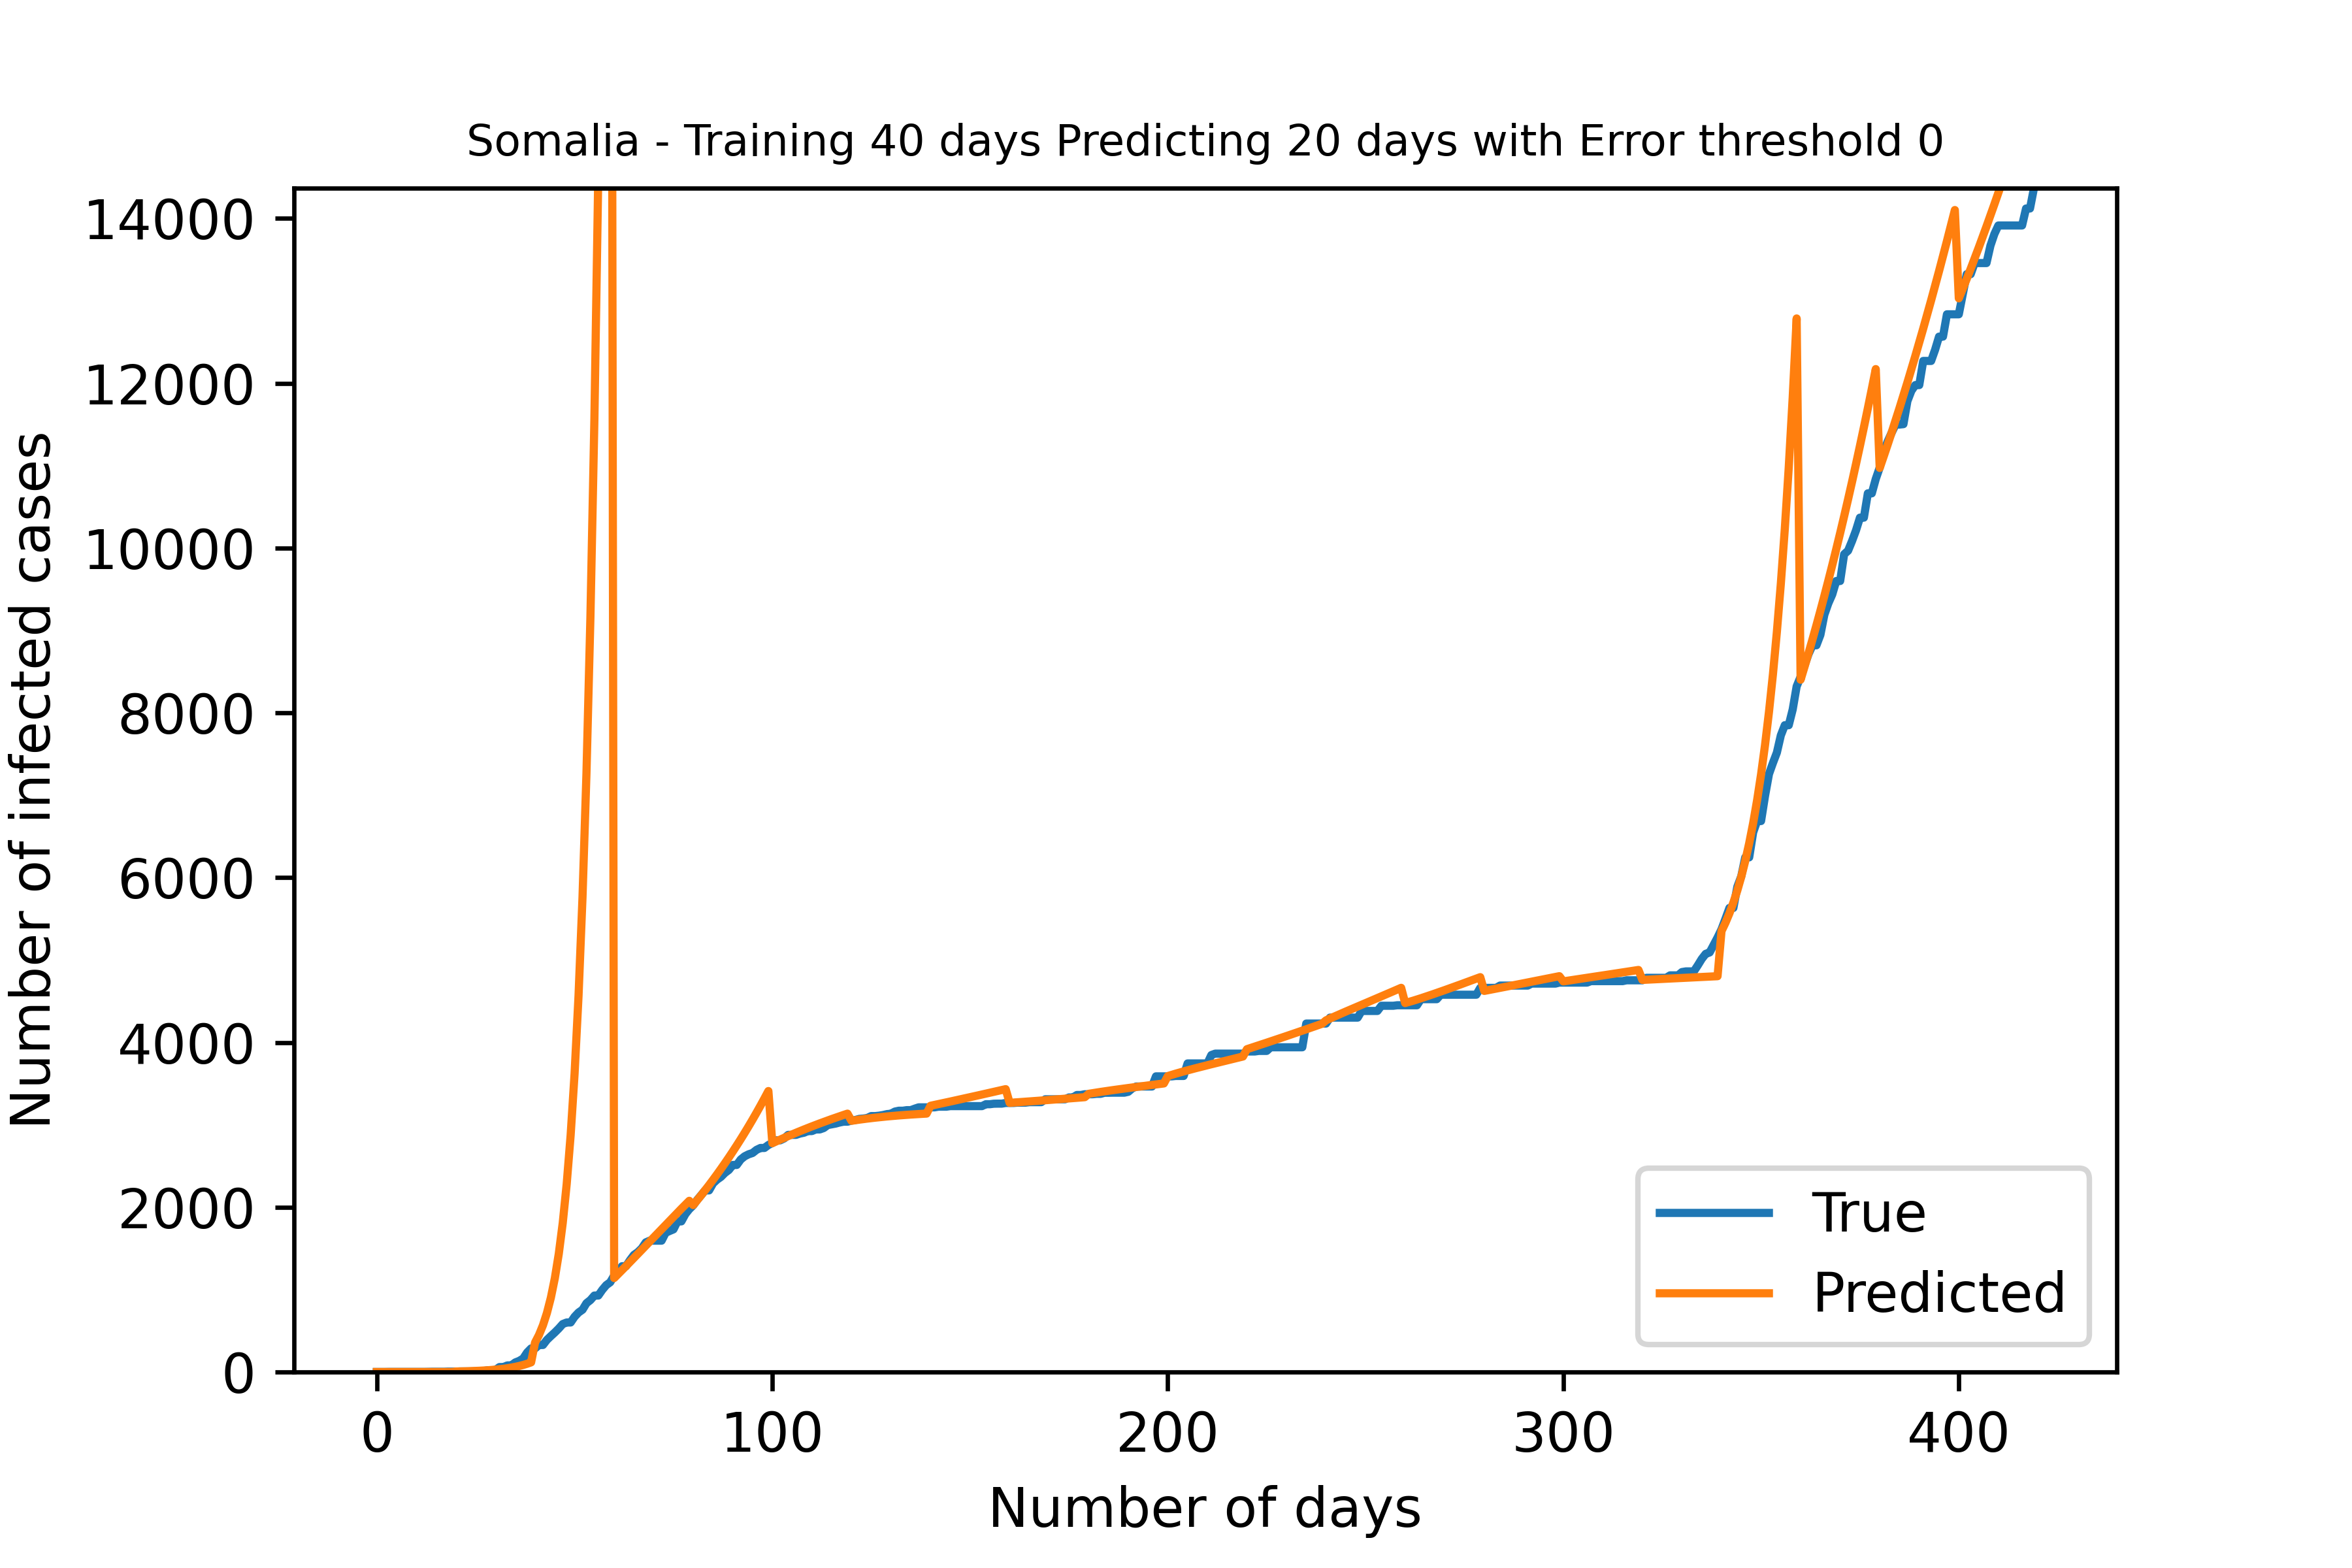 Somalia - Training 40 days Predicting 20 days with Error threshold 0
14000
12000
10000
8000
6000
4000
2000
0
Number of infected cases
True
Predicted
0 100 200 300 400
Number of days